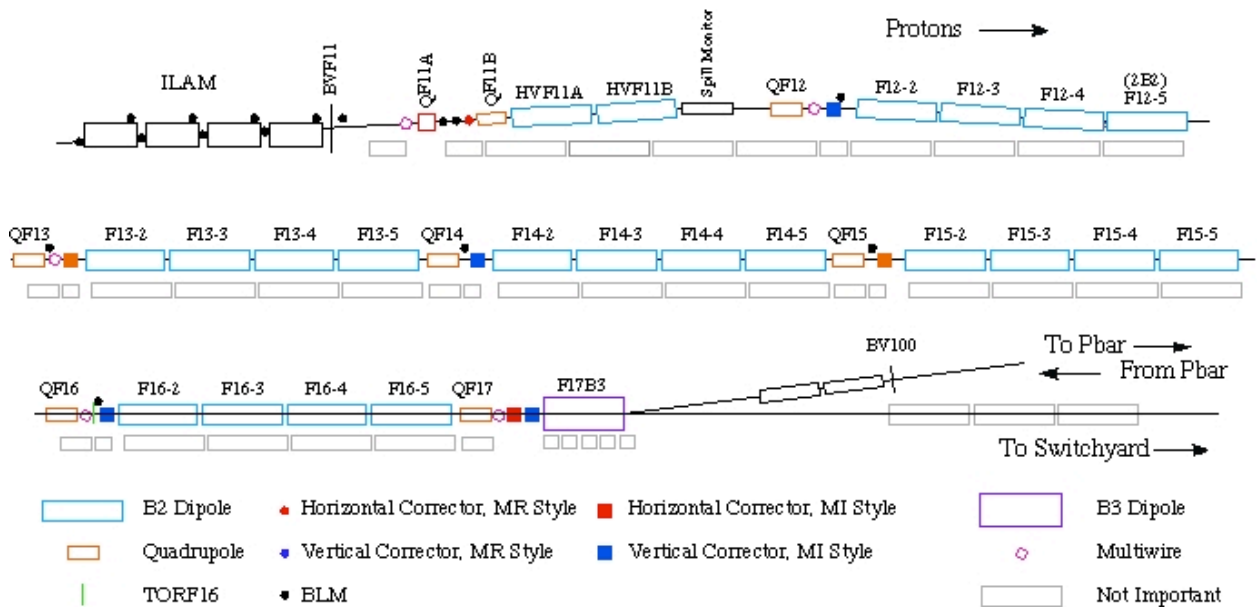 Protons
ILAM
BVF11
QF11A
QF11B
HVF11A
HVF11B
Spill Monitor
QF12
F12-2
F12-3
F12-4
(2B2)
F12-5
QF13
F13-2
F13-3
F13-4
F13-5
QF14
F14-2
F14-3
F14-4
F14-5
QF15
F15-2
F15-3
F15-4
F15-5
QF16
F16-2
F16-3
F16-4
F16-5
QF17
F17B3
BV100
To Pbar
From Pbar
To Switchyard
B2 Dipole
Horizontal Corrector, MR Style
Horizontal Corrector, MI Style
B3 Dipole
Quadrupole
Vertical Corrector, MR Style
Vertical Corrector, MI Style
Multiwire
TORF16
BLM
Not Important